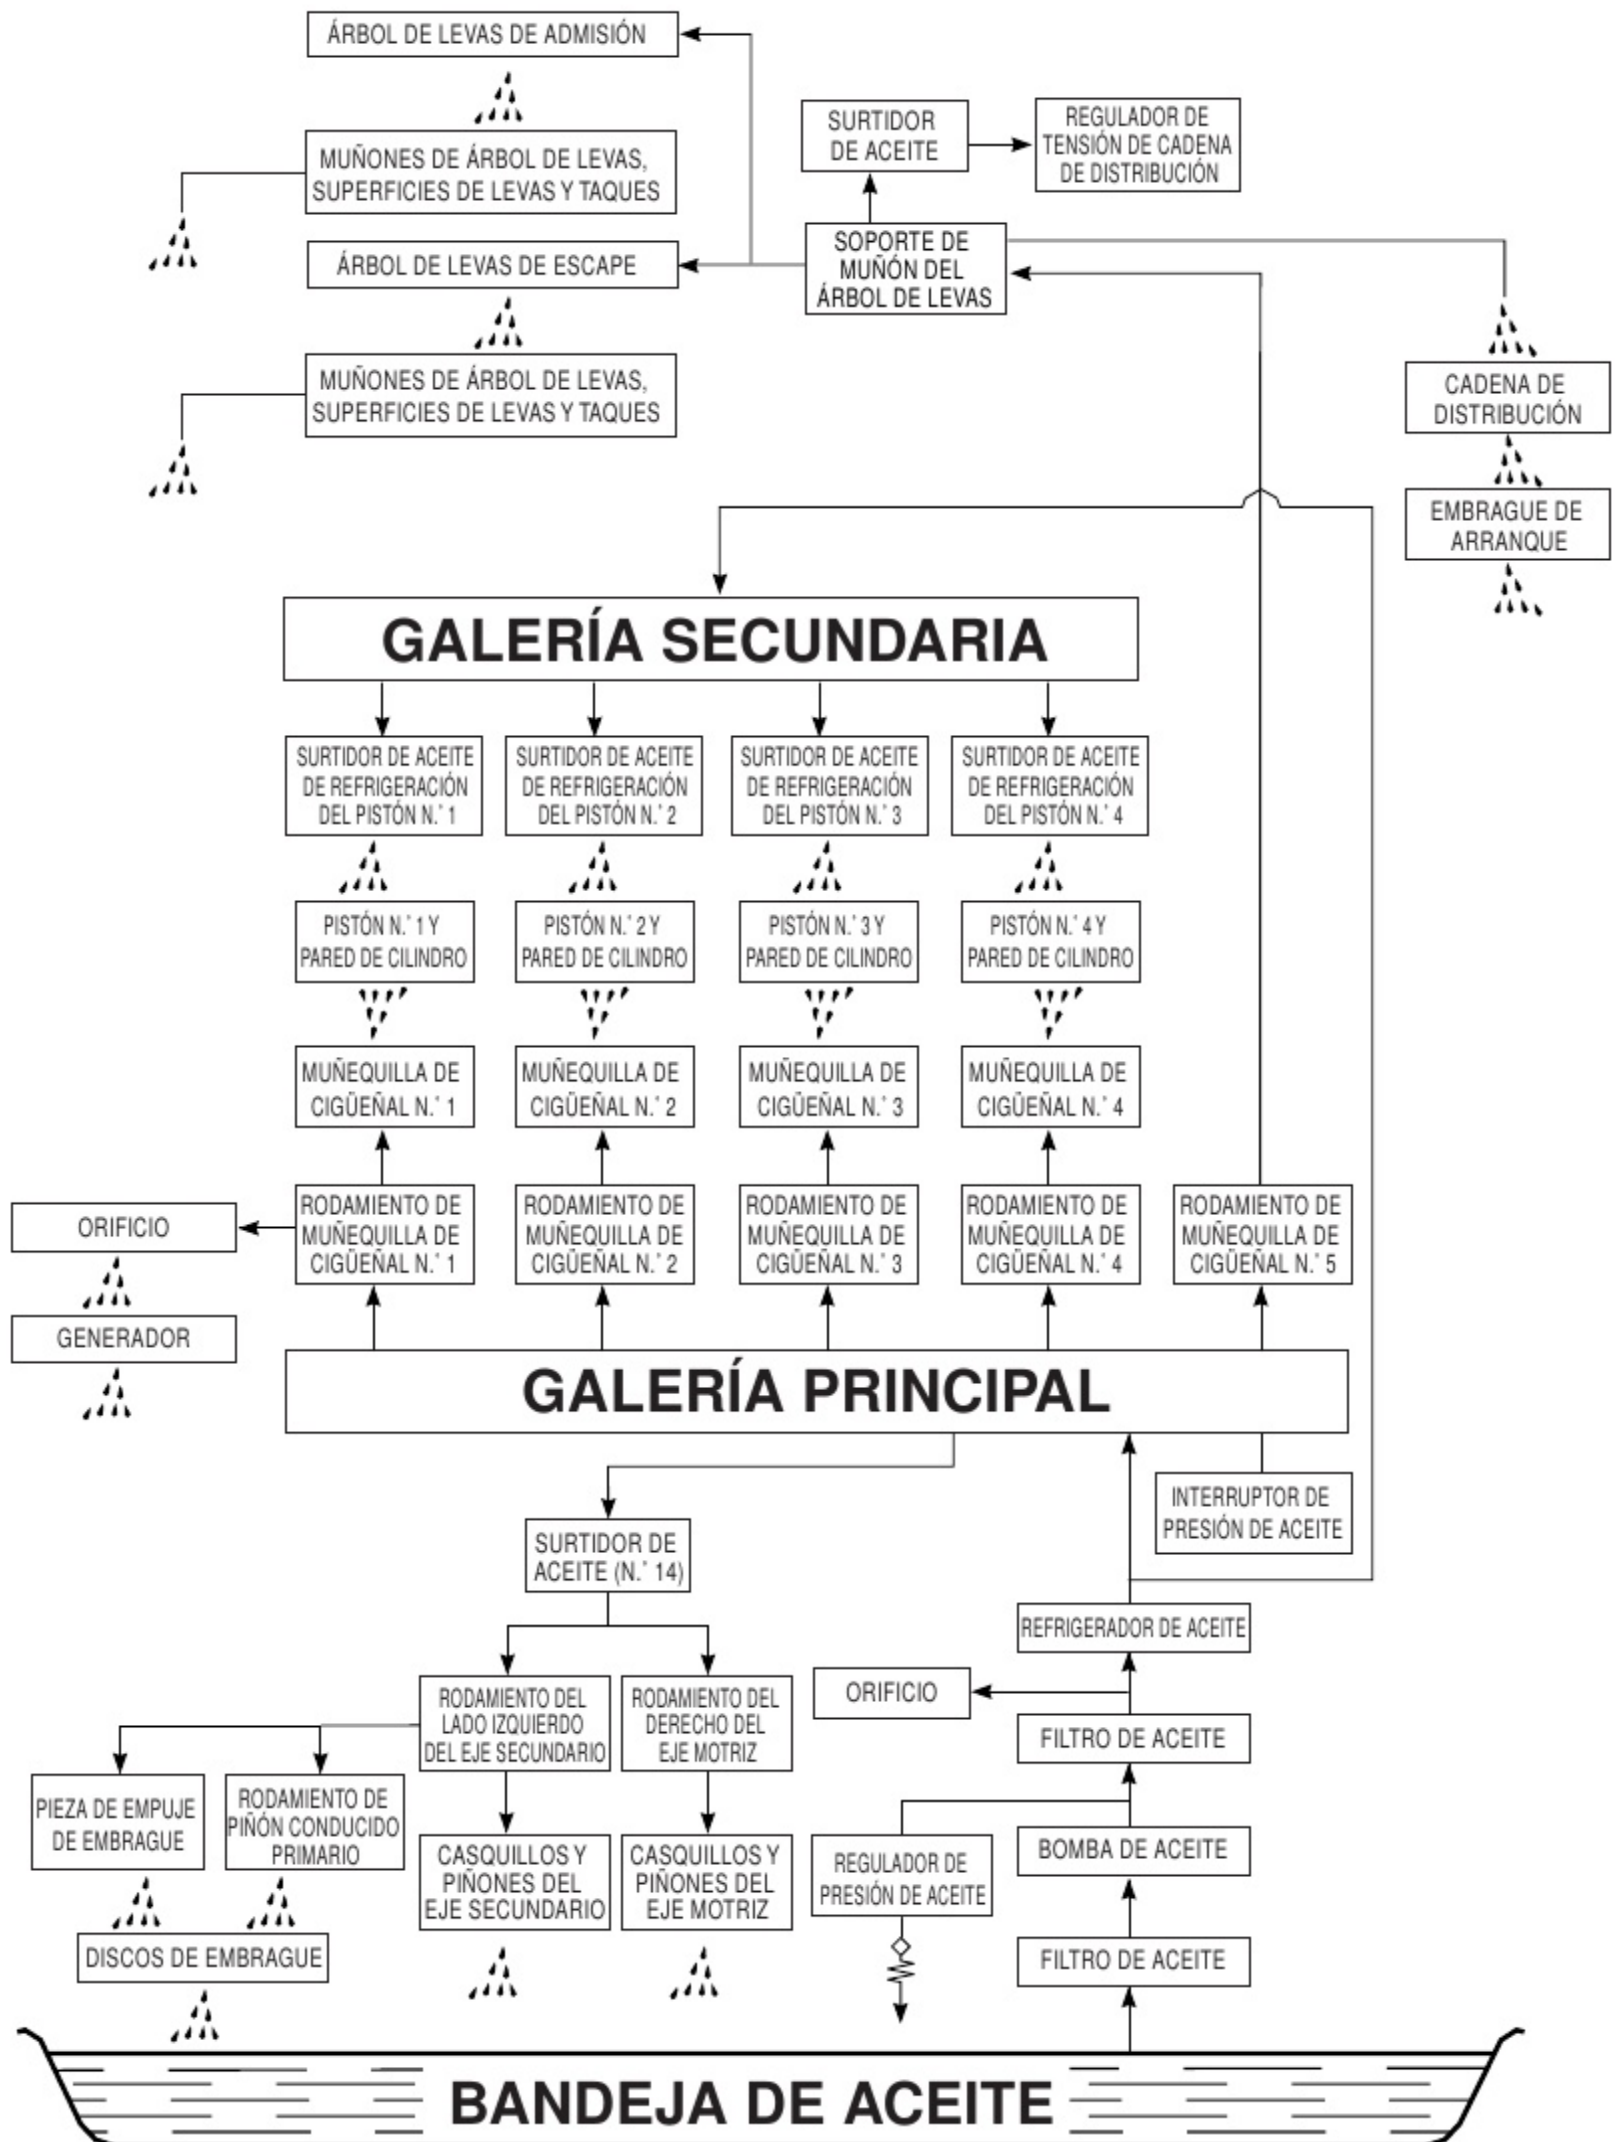 ÁRBOL DE LEVAS DE ADMISIÓN
MUÑONES DE ÁRBOL DE LEVAS,
SUPERFICIES DE LEVAS Y TAQUES
SURTIDOR
DE ACEITE
REGULADOR DE
TENSIÓN DE CADENA
DE DISTRIBUCIÓN
ÁRBOL DE LEVAS DE ESCAPE
SOPORTE DE
MUÑÓN DEL
ÁRBOL DE LEVAS
MUÑONES DE ÁRBOL DE LEVAS,
SUPERFICIES DE LEVAS Y TAQUES
CADENA DE
DISTRIBUCIÓN
EMBRAGUE DE
ARRANQUE
GALERÍA SECUNDARIA
SURTIDOR DE ACEITE
DE REFRIGERACIÓN
DEL PISTÓN N.° 1
SURTIDOR DE ACEITE
DE REFRIGERACIÓN
DEL PISTÓN N.° 2
SURTIDOR DE ACEITE
DE REFRIGERACIÓN
DEL PISTÓN N.° 3
SURTIDOR DE ACEITE
DE REFRIGERACIÓN
DEL PISTÓN N.° 4
PISTÓN N.° 1 Y
PARED DE CILINDRO
PISTÓN N.° 2 Y
PARED DE CILINDRO
PISTÓN N.° 3 Y
PARED DE CILINDRO
PISTÓN N.° 4 Y
PARED DE CILINDRO
MUÑEQUILLA DE
CIGÜEÑAL N.° 1
MUÑEQUILLA DE
CIGÜEÑAL N.° 2
MUÑEQUILLA DE
CIGÜEÑAL N.° 3
MUÑEQUILLA DE
CIGÜEÑAL N.° 4
ORIFICIO
RODAMIENTO DE
MUÑEQUILLA DE
CIGÜEÑAL N.° 1
RODAMIENTO DE
MUÑEQUILLA DE
CIGÜEÑAL N.° 2
RODAMIENTO DE
MUÑEQUILLA DE
CIGÜEÑAL N.° 3
RODAMIENTO DE
MUÑEQUILLA DE
CIGÜEÑAL N.° 4
RODAMIENTO DE
MUÑEQUILLA DE
CIGÜEÑAL N.° 5
GENERADOR
GALERÍA PRINCIPAL
INTERRUPTOR DE
PRESIÓN DE ACEITE
SURTIDOR DE
ACEITE (N.° 14)
REFRIGERADOR DE ACEITE
RODAMIENTO DEL
LADO IZQUIERDO
DEL EJE SECUNDARIO
RODAMIENTO DEL
DERECHO DEL
EJE MOTRIZ
ORIFICIO
FILTRO DE ACEITE
PIEZA DE EMPUJE
DE EMBRAGUE
RODAMIENTO DE
PIÑÓN CONDUCIDO
PRIMARIO
CASQUILLOS Y
PIÑONES DEL
EJE SECUNDARIO
CASQUILLOS Y
PIÑONES DEL
EJE MOTRIZ
REGULADOR DE
PRESIÓN DE ACEITE
BOMBA DE ACEITE
DISCOS DE EMBRAGUE
FILTRO DE ACEITE
BANDEJA DE ACEITE